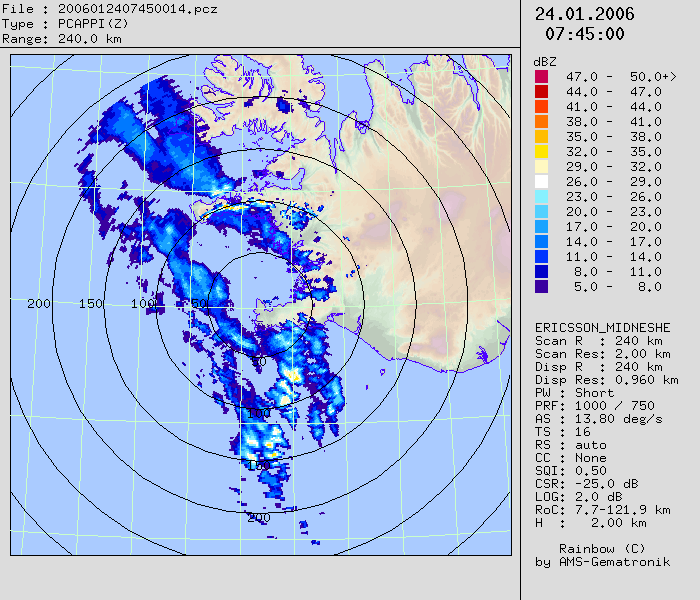 File : 2006012407450014.pcz
Type : PCAPPI(Z)
Range: 240.0 km
24.01.2006
07:45:00
dBZ
47.0 - 50.0+>
44.0 - 47.0
41.0 - 44.0
38.0 - 41.0
35.0 - 38.0
32.0 - 35.0
29.0 - 32.0
26.0 - 29.0
23.0 - 26.0
20.0 - 23.0
17.0 - 20.0
14.0 - 17.0
11.0 - 14.0
8.0 - 11.0
5.0 - 8.0
200 150 100 50
50
100
150
200
ERICSSON_MIDNESHE
Scan R : 240 km
Scan Res: 2.00 km
Disp R : 240 km
Disp Res: 0.960 km
PW : Short
PRF: 1000 / 750
AS : 13.80 deg/s
TS : 16
RS : auto
CC : None
SQI: 0.50
CSR: -25.0 dB
LOG: 2.0 dB
RoC: 7.7-121.9 km
H : 2.00 km
Rainbow (C)
by AMS-Gematronik